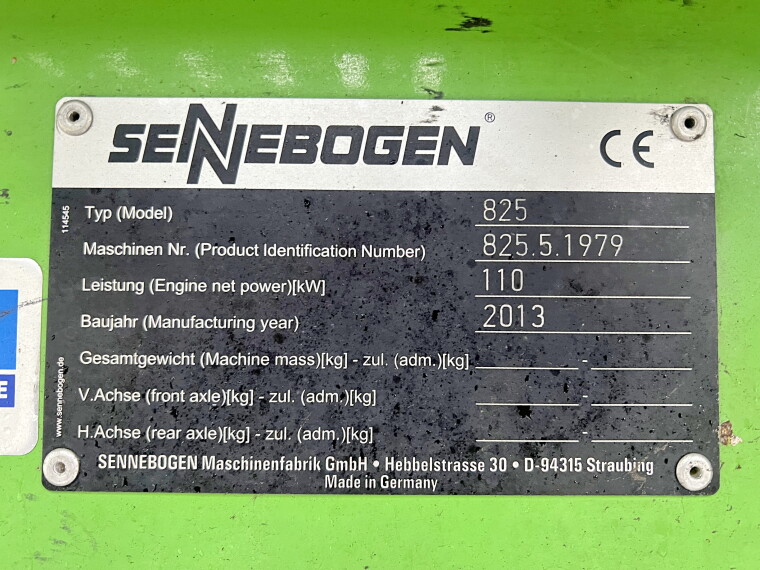 SENNEBOGEN®
CE
114545
Typ (Model) 825
Maschinen Nr. (Product Identification Number) 825.5.1979
Leistung (Engine net power)[kW] 110
Baujahr (Manufacturing year) 2013
Gesamtgewicht (Machine mass)[kg] - zul. (adm.)[kg] -
V.Achse (front axle)[kg] - zul. (adm.)[kg] -
H.Achse (rear axle)[kg] - zul. (adm.)[kg] -
www.sennebogen.de
SENNEBOGEN Maschinenfabrik GmbH • Hebbelstrasse 30 • D-94315 Straubing
Made in Germany
E